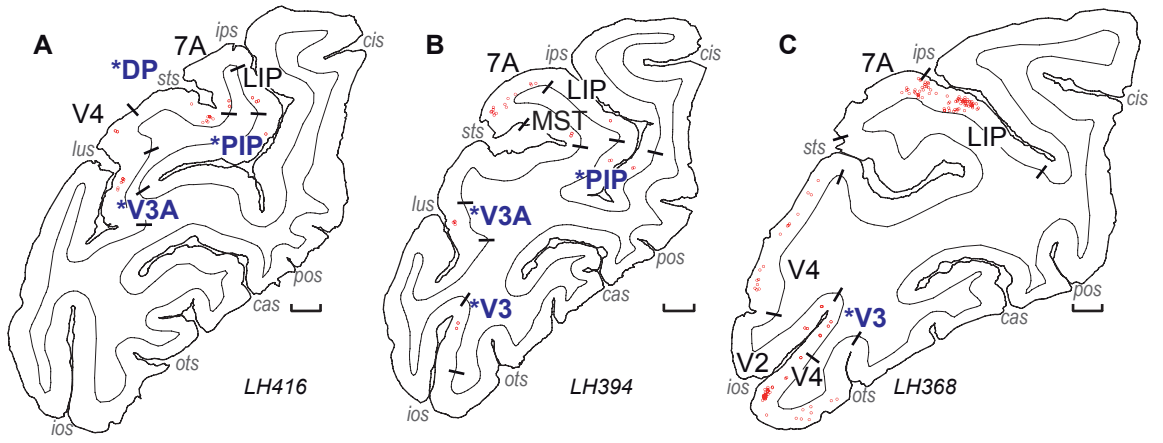 A
7A
ips
cis
*DP
sts
LIP
V4
lus
*PIP
*V3A
pos
cas
ots
LH416
ios
B
ips
cis
7A
LIP
sts
MST
*PIP
lus
*V3A
pos
*V3
cas
ots
LH394
ios
C
ips
7A
cis
LIP
sts
V4
pos
*V3
cas
V2
V4
ios
ots
LH368